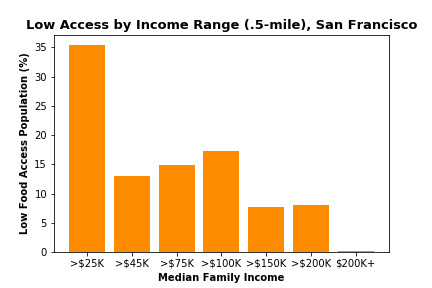 Low Access by Income Range (.5-mile), San Francisco
Low Food Access Population (%)
35
30
25
20
15
10
5
0
>$25K >$45K >$75K >$100K >$150K >$200K $200K+
Median Family Income